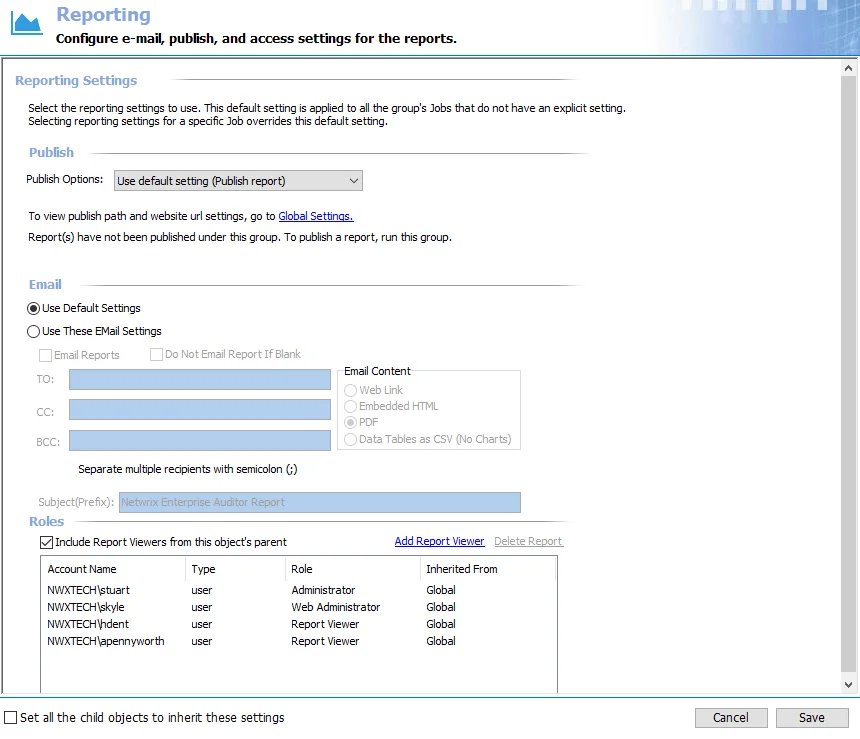 Reporting
Configure e-mail, publish, and access settings for the reports.
Reporting Settings
Select the reporting settings to use. This default setting is applied to all the group's Jobs that do not have an explicit setting.
Selecting reporting settings for a specific Job overrides this default setting.
Publish
Publish Options: Use default setting (Publish report)
To view publish path and website url settings, go to Global Settings.
Report(s) have not been published under this group. To publish a report, run this group.
Email
Use Default Settings
Use These EMail Settings
Email Reports Do Not Email Report If Blank
TO:
CC:
BCC:
Email Content
Web Link
Embedded HTML
PDF
Data Tables as CSV (No Charts)
Separate multiple recipients with semicolon (;)
Subject(Prefix): Netwrix Enterprise Auditor Report
Roles
Include Report Viewers from this object's parent Add Report Viewer Delete Report
Account Name Type Role Inherited From
NWXTECH\stuart user Administrator Global
NWXTECH\skyle user Web Administrator Global
NWXTECH\hdent user Report Viewer Global
NWXTECH\apennyworth user Report Viewer Global
Set all the child objects to inherit these settings Cancel Save